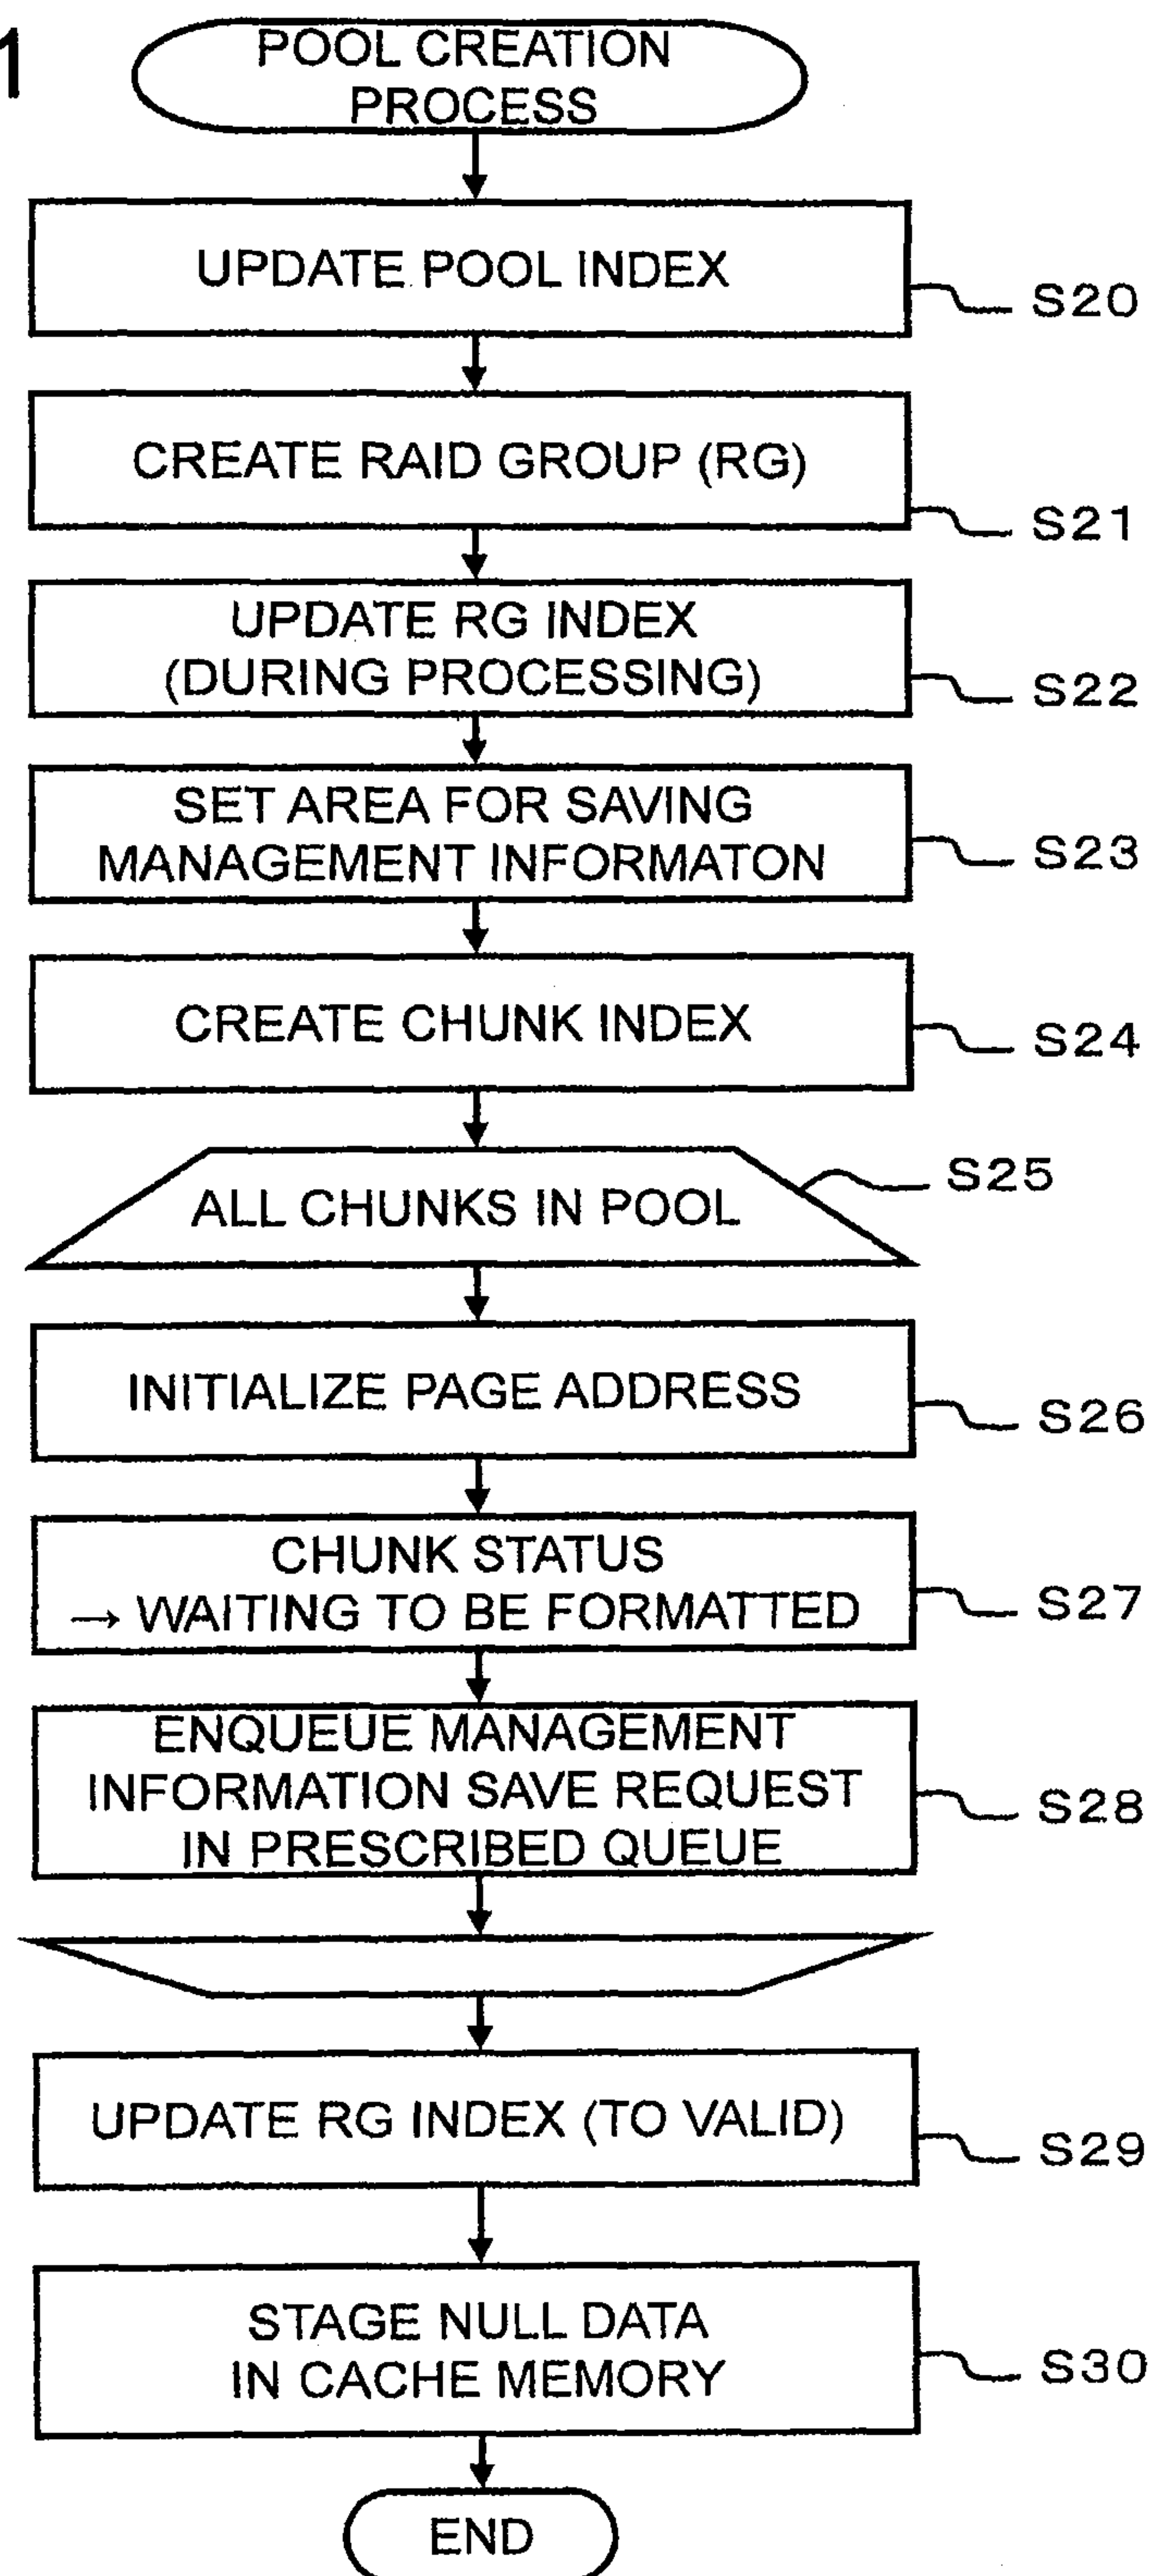 1
POOL CREATION
PROCESS
UPDATE POOL INDEX
S20
CREATE RAID GROUP (RG)
S21
UPDATE RG INDEX
(DURING PROCESSING)
S22
SET AREA FOR SAVING
MANAGEMENT INFORMATON
S23
CREATE CHUNK INDEX
S24
ALL CHUNKS IN POOL
S25
INITIALIZE PAGE ADDRESS
S26
CHUNK STATUS
→ WAITING TO BE FORMATTED
S27
ENQUEUE MANAGEMENT
INFORMATION SAVE REQUEST
IN PRESCRIBED QUEUE
S28
UPDATE RG INDEX (TO VALID)
S29
STAGE NULL DATA
IN CACHE MEMORY
S30
END